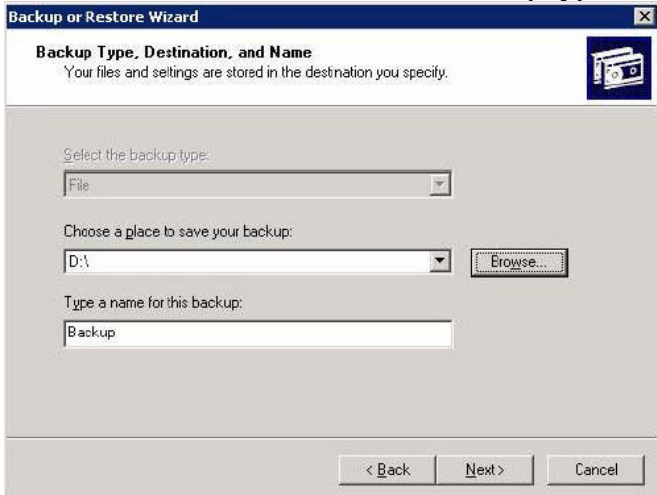 Backup or Restore Wizard
Backup Type, Destination, and Name
Your files and settings are stored in the destination you specify.
Select the backup type:
File
Choose a place to save your backup:
D:\
Browse...
Type a name for this backup:
Backup
< Back
Next >
Cancel